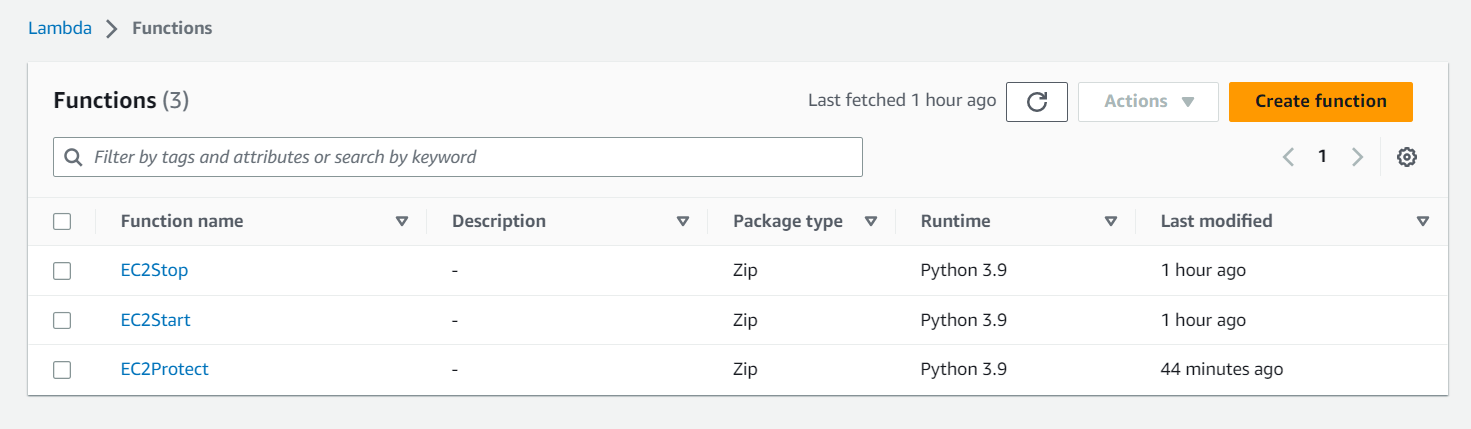 Lambda > Functions
Functions (3) Last fetched 1 hour ago Actions Create function
Filter by tags and attributes or search by keyword 1
Function name Description Package type Runtime Last modified
EC2Stop - Zip Python 3.9 1 hour ago
EC2Start - Zip Python 3.9 1 hour ago
EC2Protect - Zip Python 3.9 44 minutes ago